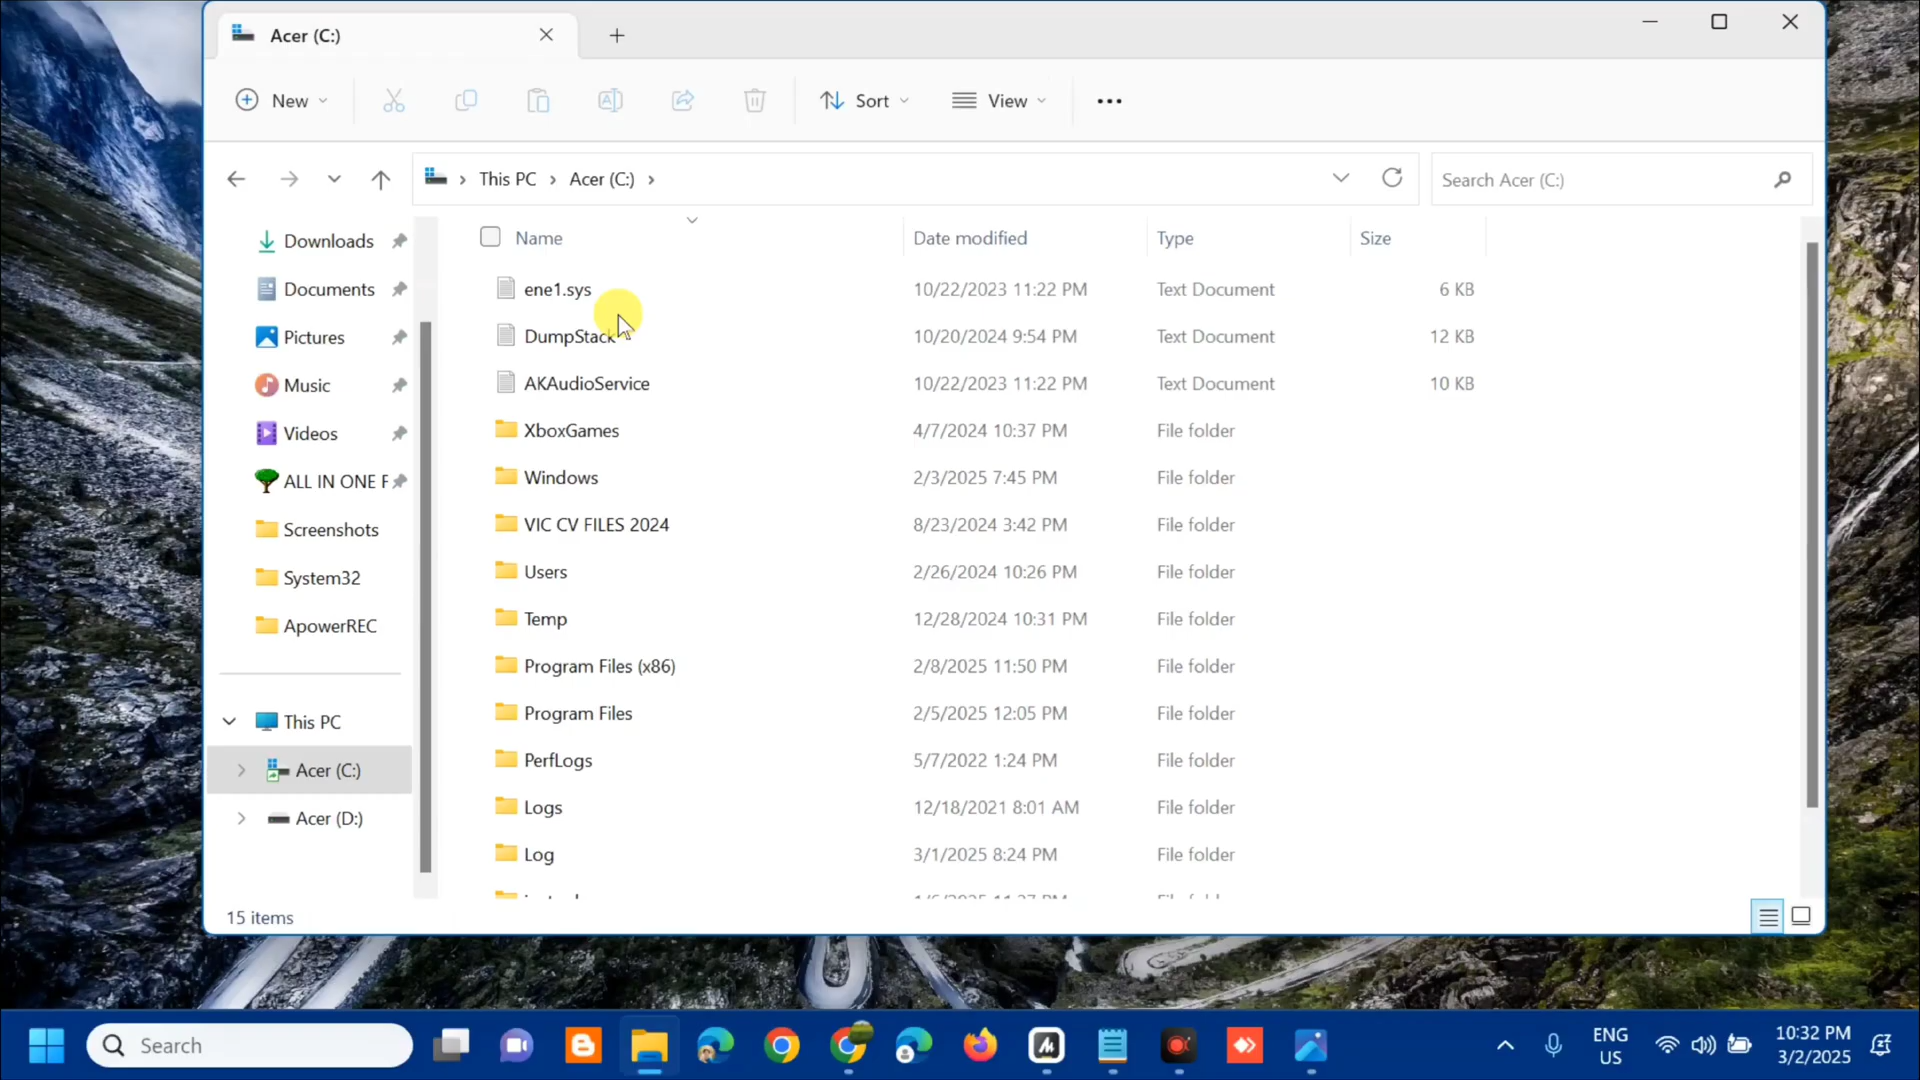 Acer (C:)
New
Sort
View
This PC
Acer (C:)
Search Acer (C:)
Downloads
Documents
Pictures
Music
Videos
ALL IN ONE F
Screenshots
System32
ApowerREC
This PC
Acer (C:)
Acer (D:)
Name Date modified Type Size
ene1.sys 10/22/2023 11:22 PM Text Document 6 KB
DumpStack 10/20/2024 9:54 PM Text Document 12 KB
AKAudioService 10/22/2023 11:22 PM Text Document 10 KB
XboxGames 4/7/2024 10:37 PM File folder
Windows 2/3/2025 7:45 PM File folder
VIC CV FILES 2024 8/23/2024 3:42 PM File folder
Users 2/26/2024 10:26 PM File folder
Temp 12/28/2024 10:31 PM File folder
Program Files (x86) 2/8/2025 11:50 PM File folder
Program Files 2/5/2025 12:05 PM File folder
PerfLogs 5/7/2022 1:24 PM File folder
Logs 12/18/2021 8:01 AM File folder
Log 3/1/2025 8:24 PM File folder
15 items
Search
ENG
US
10:32 PM
3/2/2025